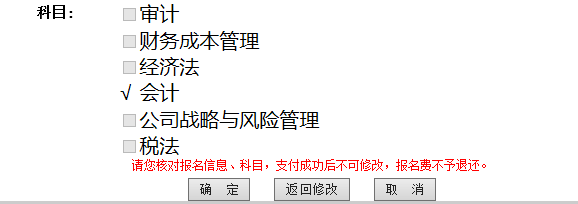 科目： 审计
财务成本管理
经济法
√ 会计
公司战略与风险管理
税法
请您核对报名信息、科目，支付成功后不可修改，报名费不予退还。
确 定 返回修改 取 消